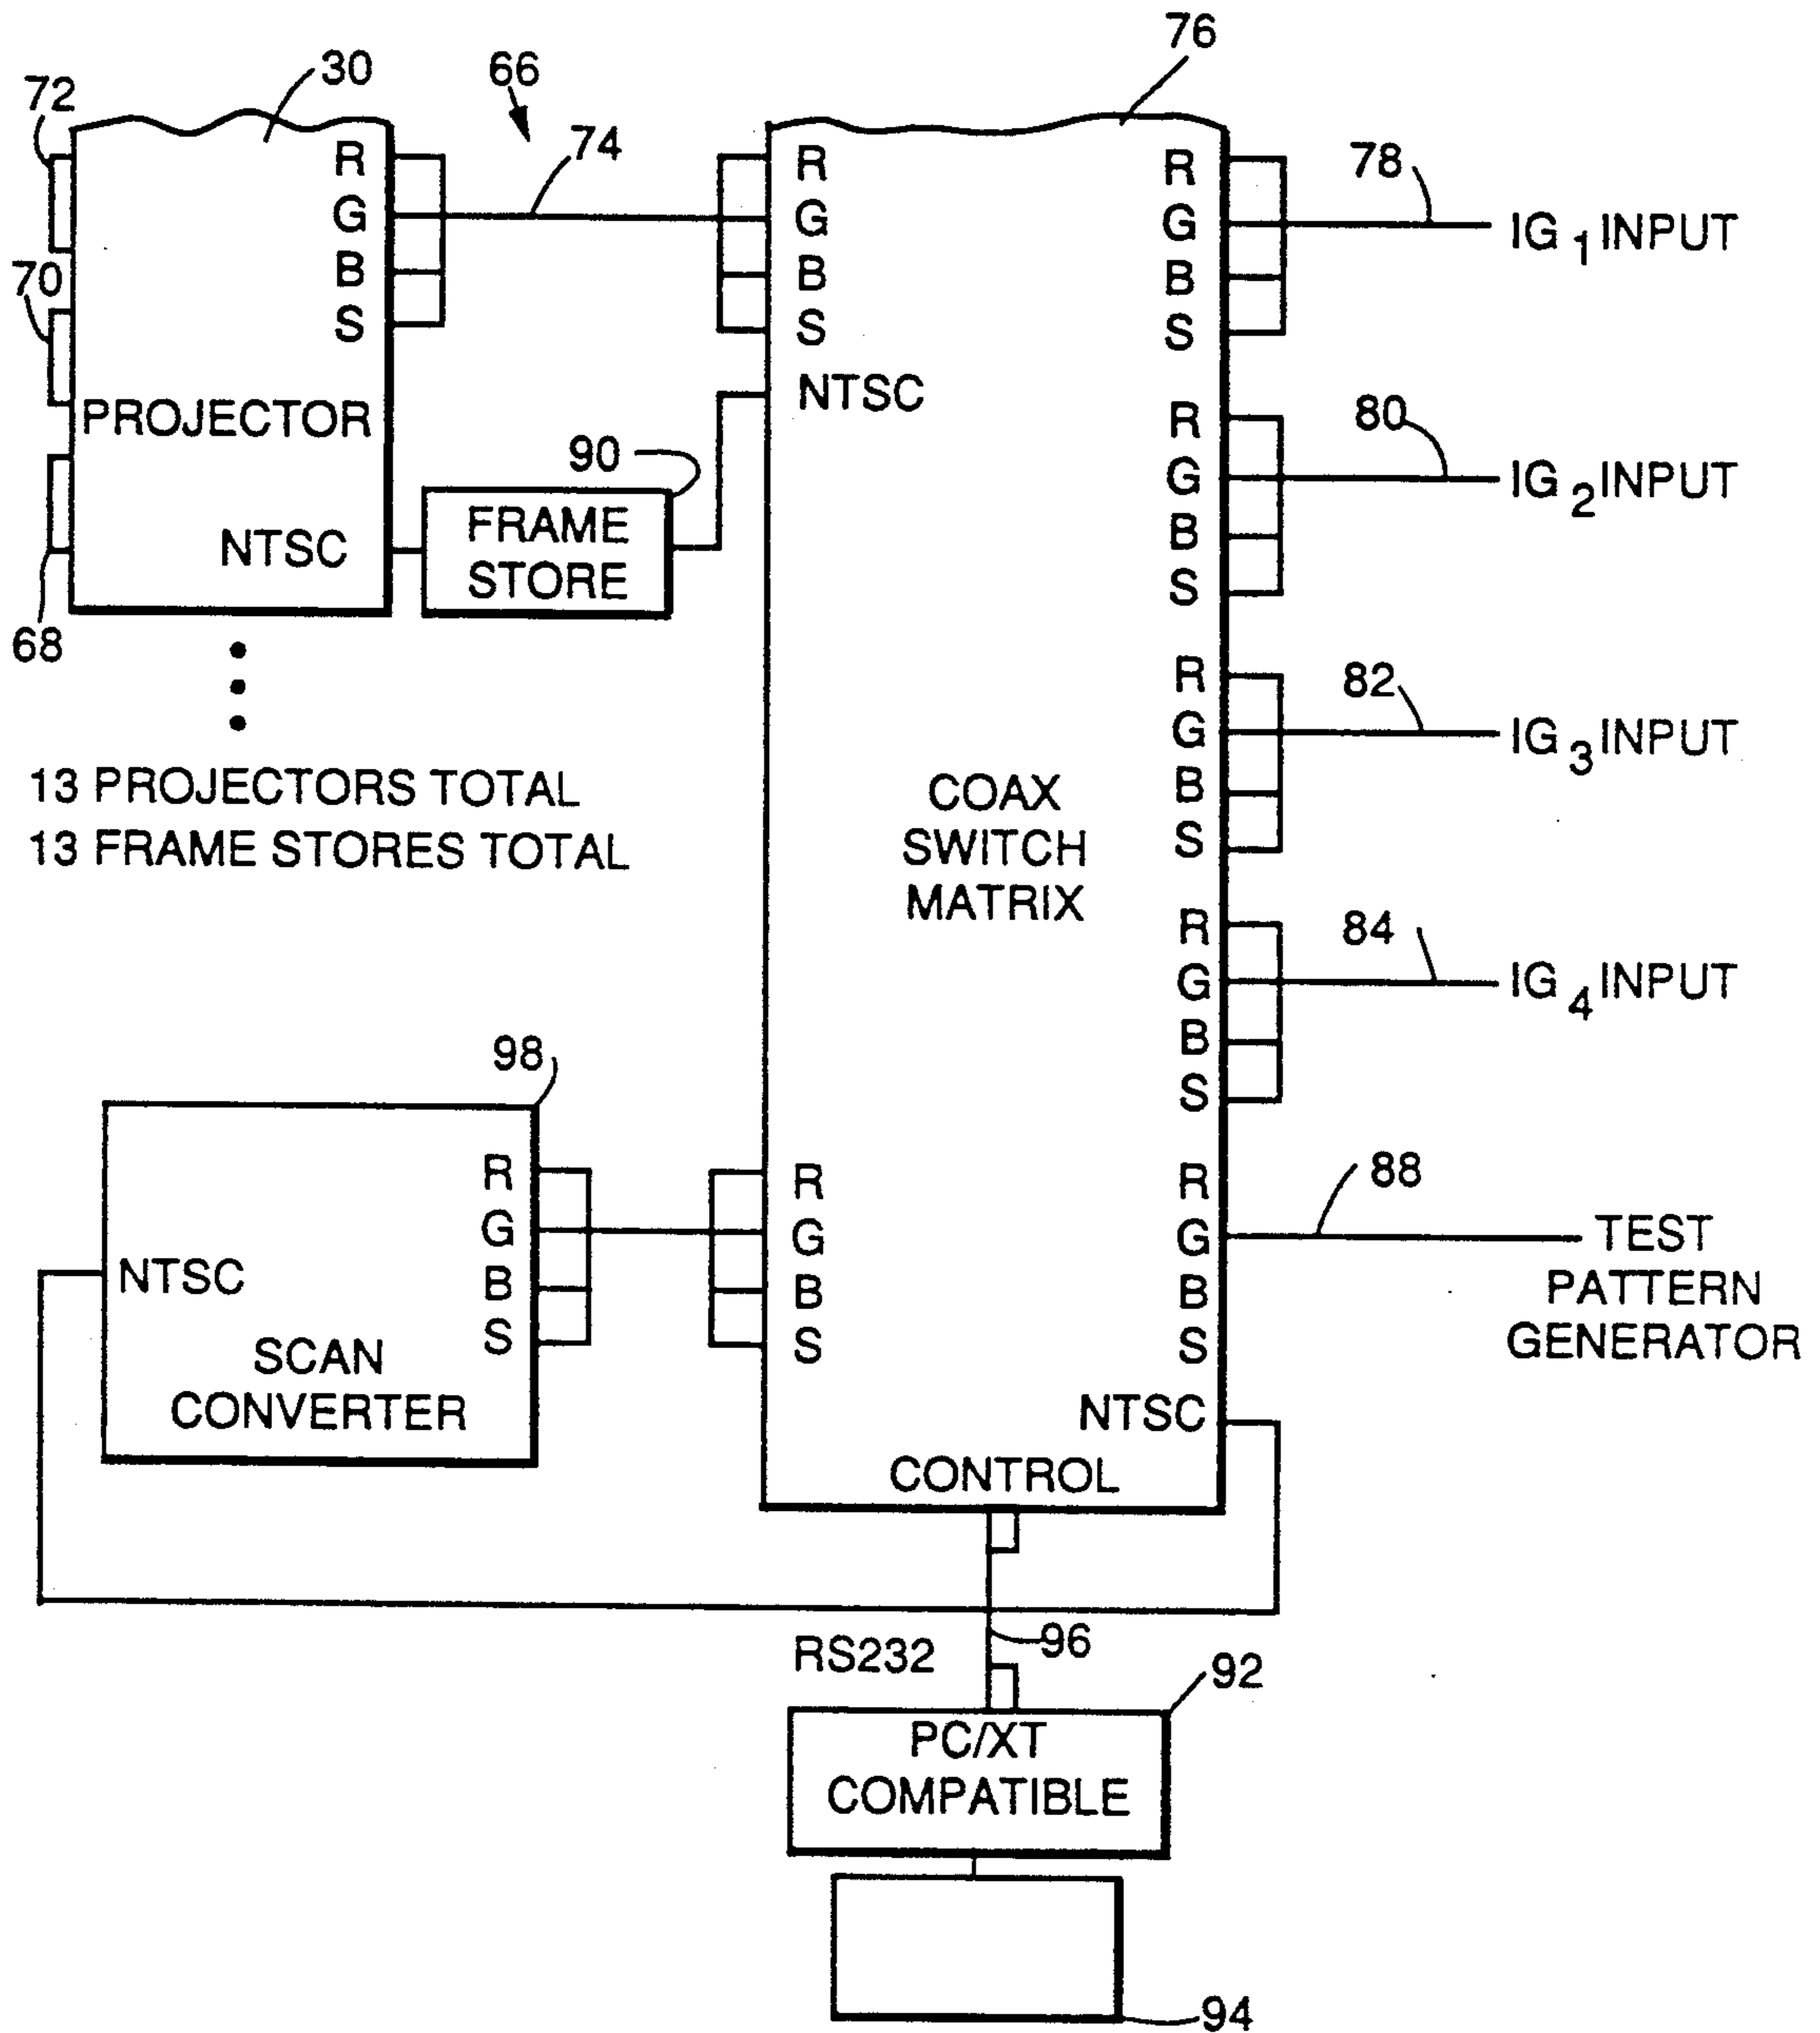 76
30
66
72
74
78
R
G
B
S
R
G
B
S
R
G
B
S
IG 1 INPUT
70
PROJECTOR
NTSC
NTSC
90
FRAME
STORE
68
80
R
G
B
S
IG 2 INPUT
13 PROJECTORS TOTAL
13 FRAME STORES TOTAL
82
R
G
B
S
IG 3 INPUT
COAX
SWITCH
MATRIX
84
R
G
B
S
IG 4 INPUT
98
NTSC
R
G
B
S
SCAN
CONVERTER
R
G
B
S
R
G
B
S
88
TEST
PATTERN
GENERATOR
NTSC
CONTROL
RS232
96
92
PC/XT
COMPATIBLE
94